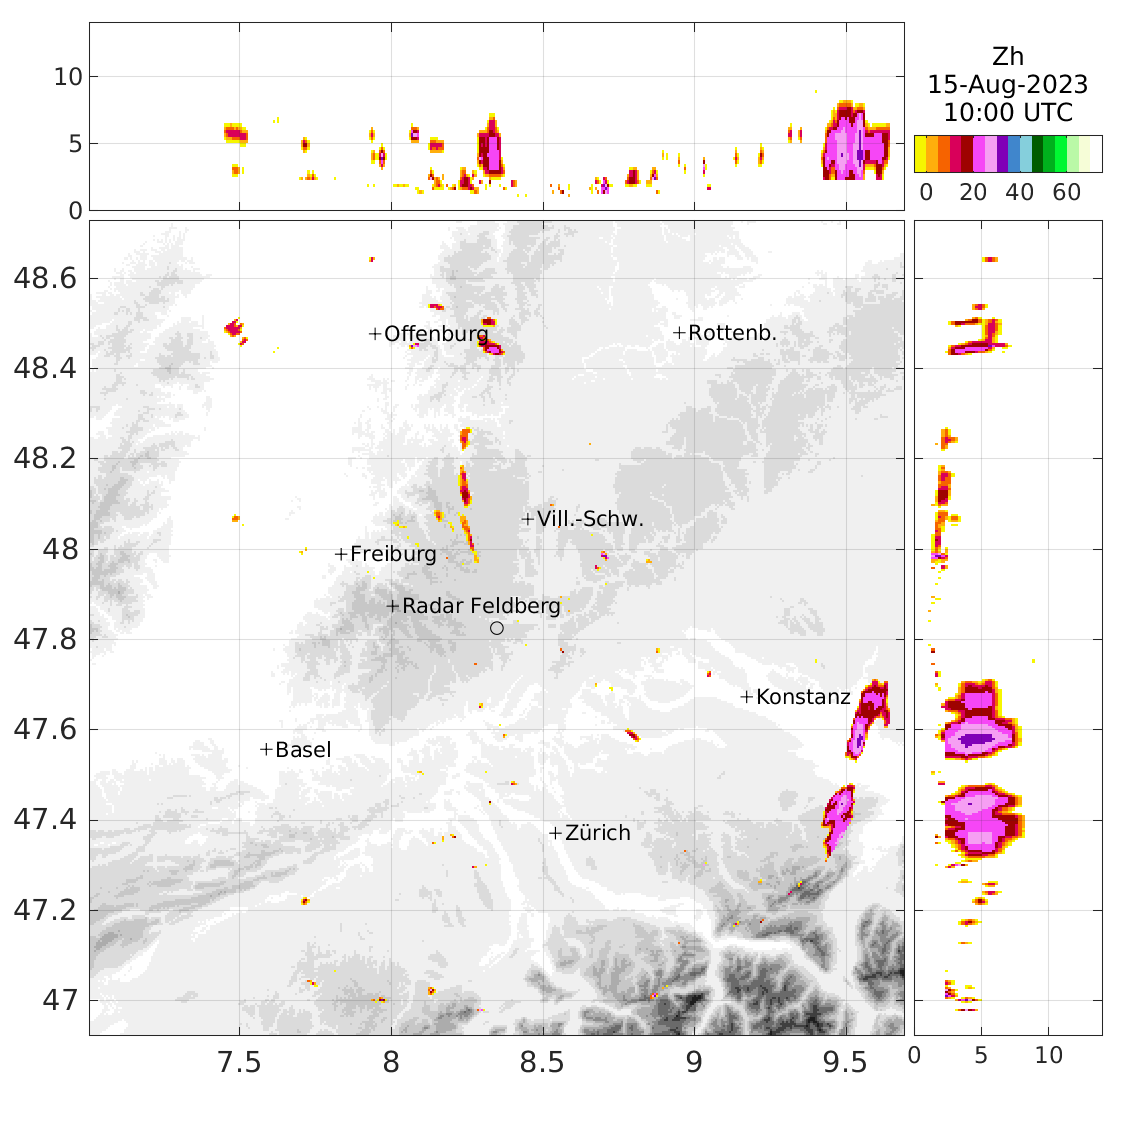 Zh
15-Aug-2023
10:00 UTC
10
5
0
0 20 40 60
48.6
48.4
48.2
48
47.8
47.6
47.4
47.2
47
+Offenburg
+Rottenb.
+Vill.-Schw.
+Freiburg
+Radar Feldberg
+Konstanz
+Basel
+Zürich
7.5 8 8.5 9 9.5
0 5 10